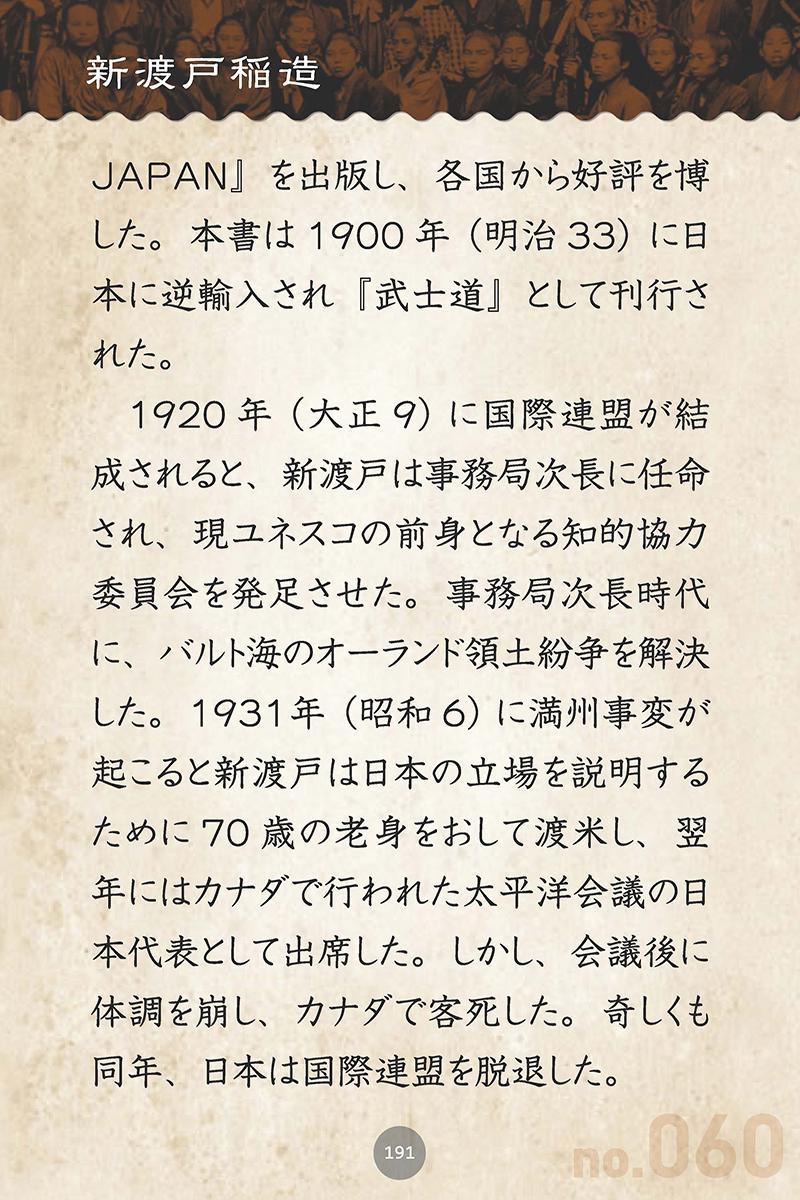 新渡戸稲造
JAPAN』を出版し、各国から好評を博
した。本書は1900年（明治33）に日
本に逆輸入され『武士道』として刊行さ
れた。
　1920年（大正9）に国際連盟が結
成されると、新渡戸は事務局次長に任命
され、現ユネスコの前身となる知的協力
委員会を発足させた。事務局次長時代
に、バルト海のオーランド領土紛争を解決
した。1931年（昭和6）に満州事変が
起こると新渡戸は日本の立場を説明する
ために70歳の老身をおして渡米し、翌
年にはカナダで行われた太平洋会議の日
本代表として出席した。しかし、会議後に
体調を崩し、カナダで客死した。奇しくも
同年、日本は国際連盟を脱退した。
191
no.060